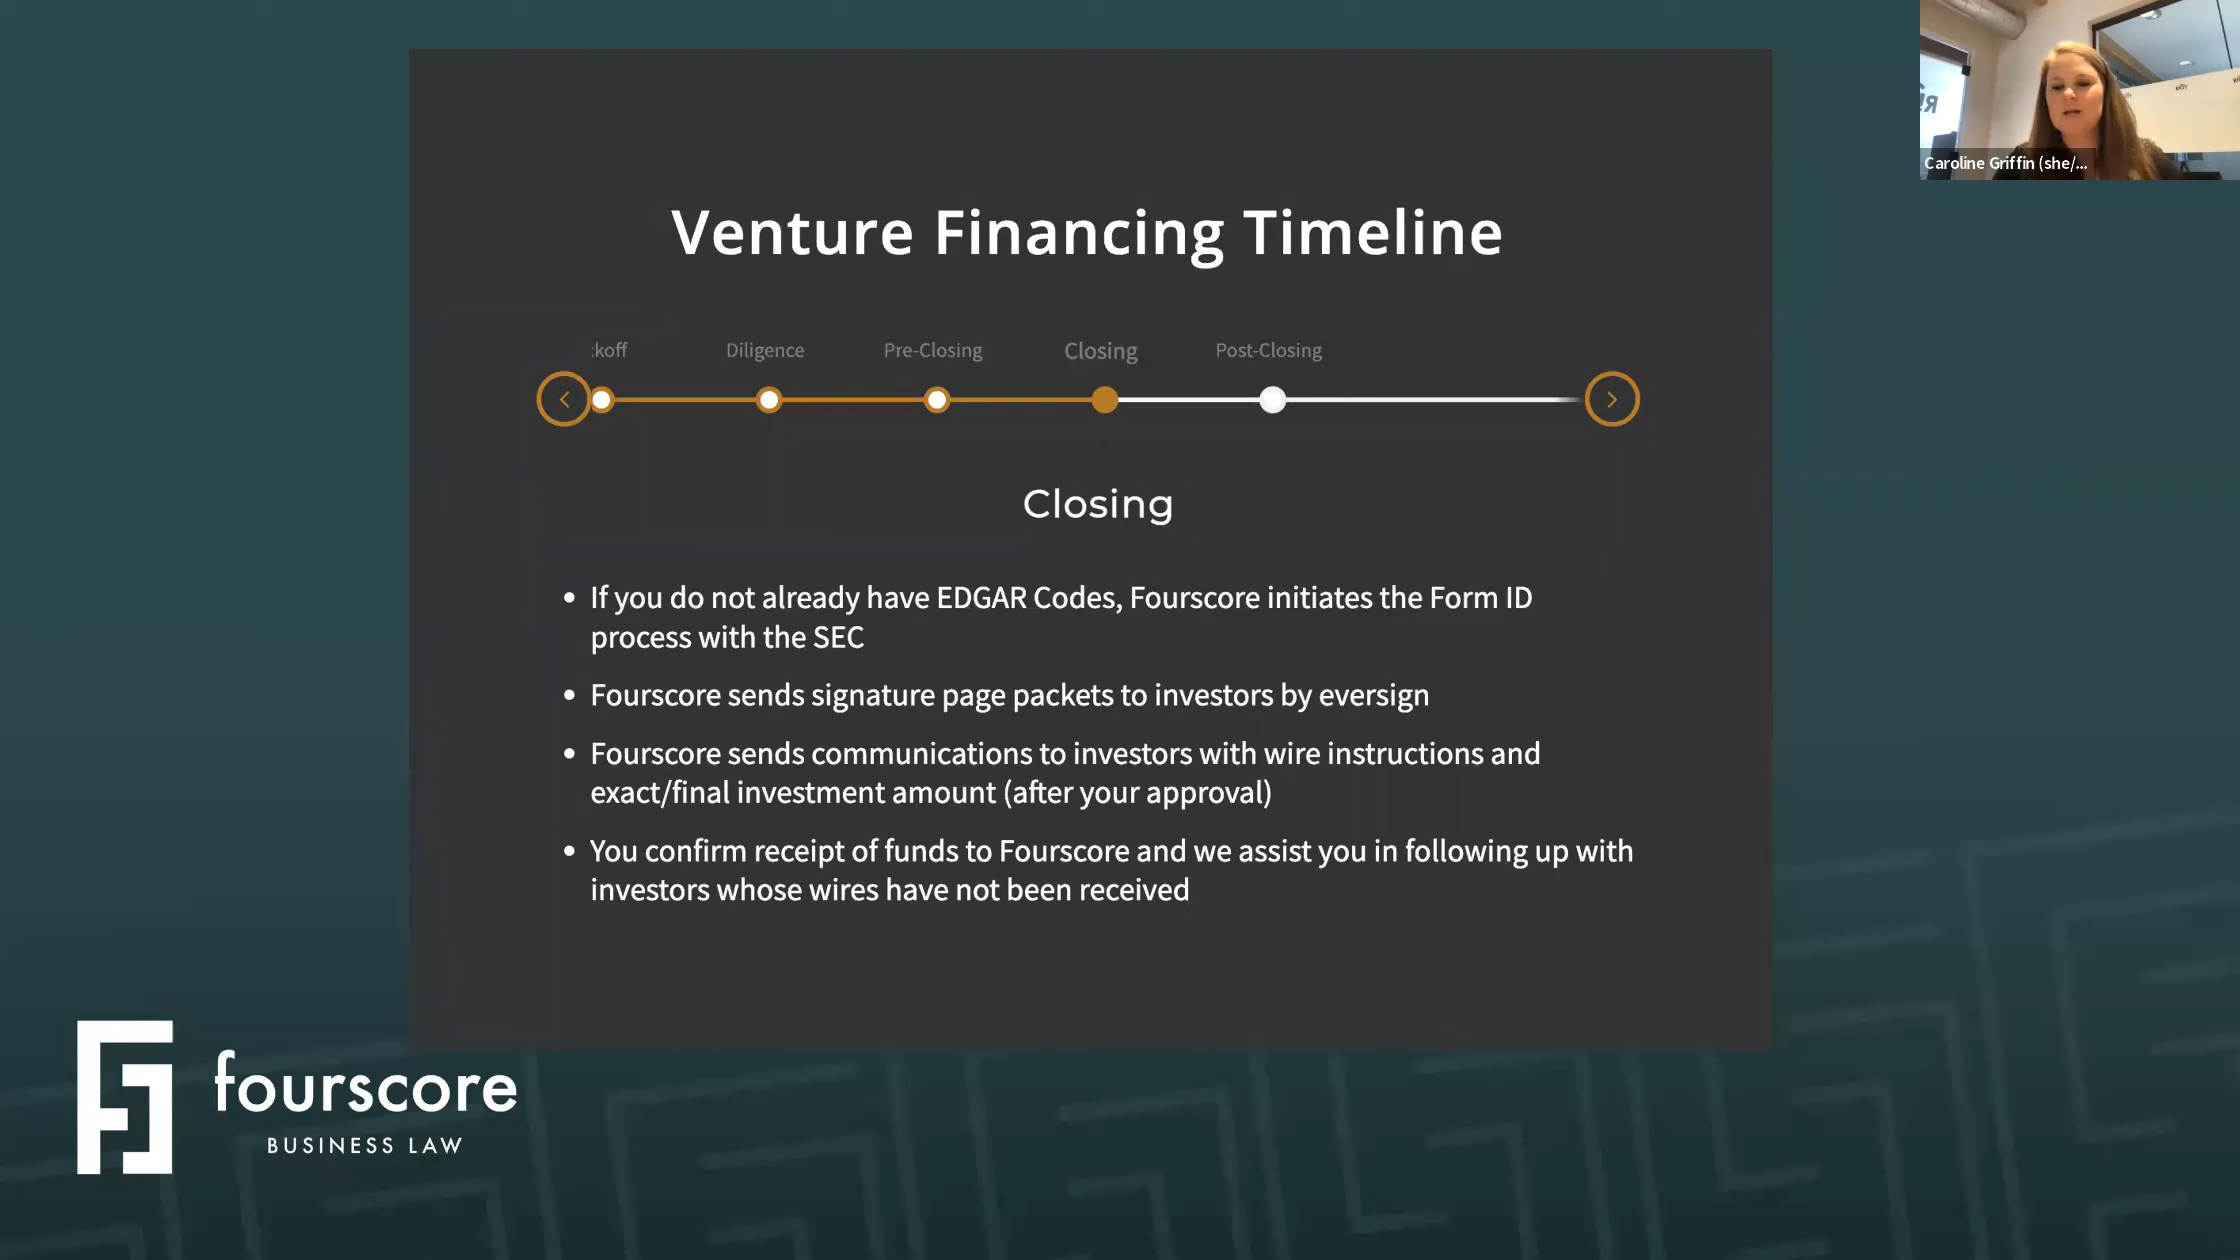 Caroline Griffin (she/...
Venture Financing Timeline
ckoff
Diligence
Pre-Closing
Closing
Post-Closing
Closing
• If you do not already have EDGAR Codes, Fourscore initiates the Form ID
process with the SEC
• Fourscore sends signature page packets to investors by eversign
• Fourscore sends communications to investors with wire instructions and
exact/final investment amount (after your approval)
• You confirm receipt of funds to Fourscore and we assist you in following up with
investors whose wires have not been received
fourscore
BUSINESS LAW